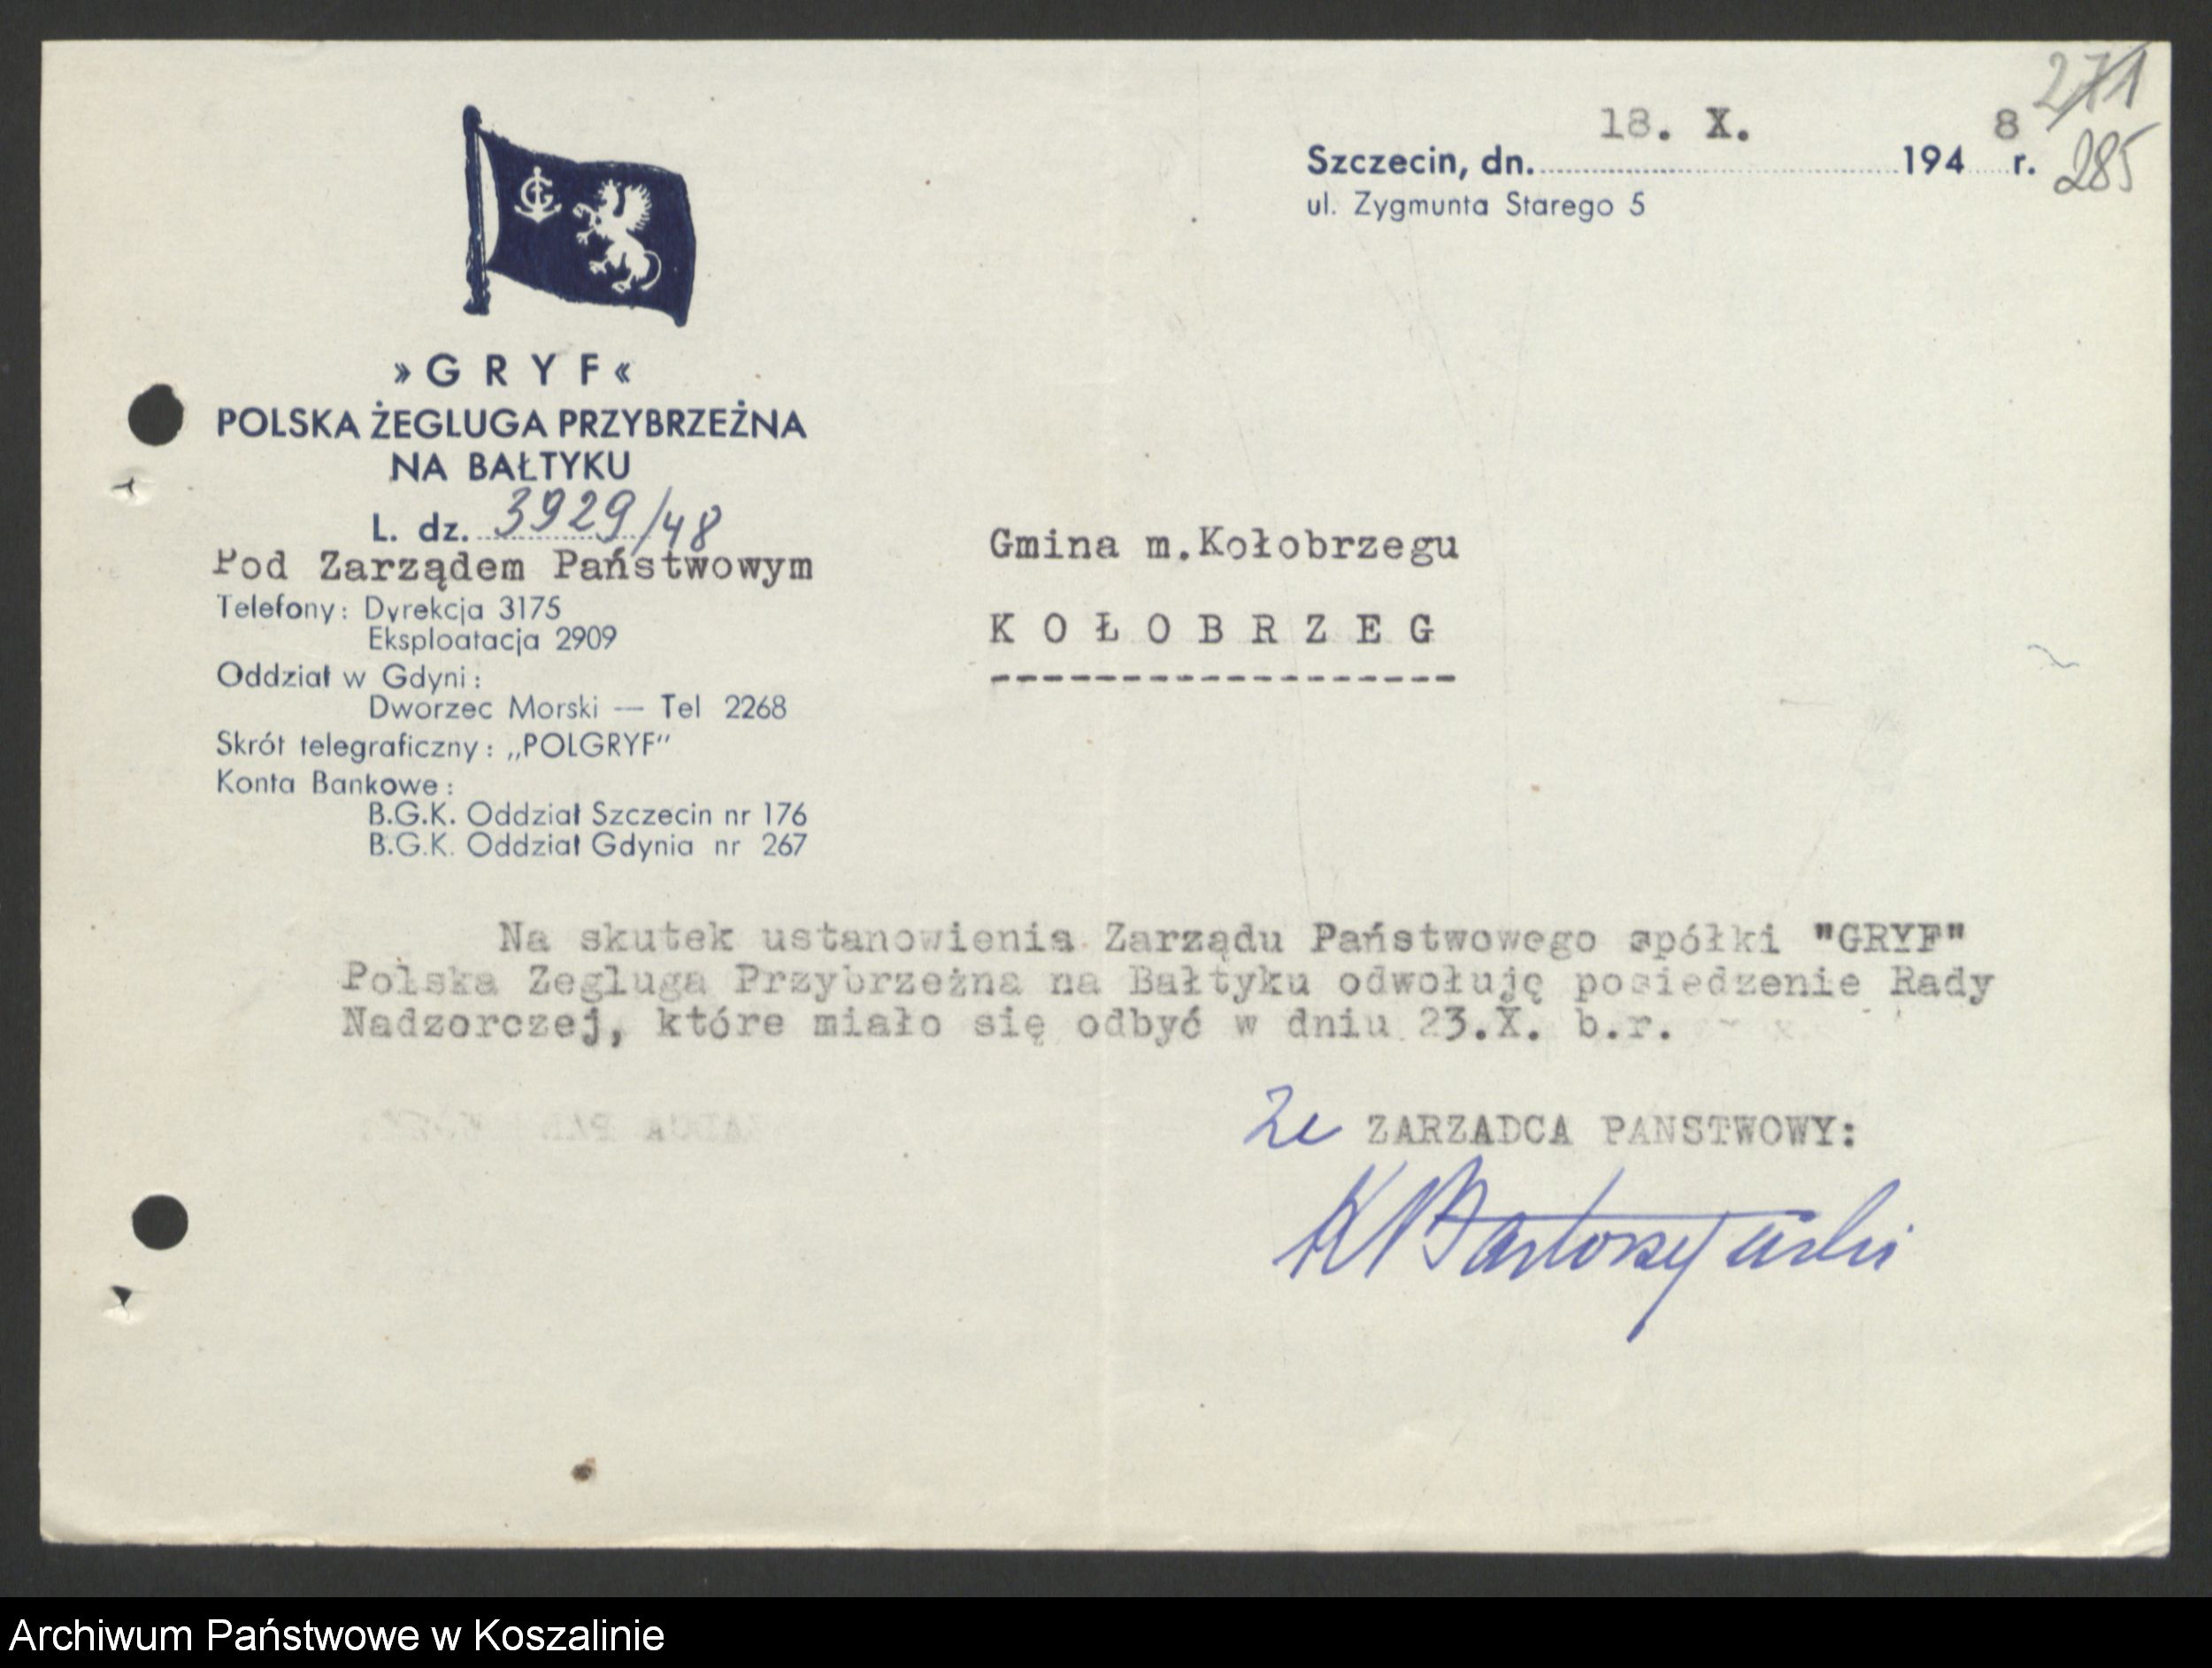 271
285
18. X. 8
Szczecin, dn. 194 r.
ul. Zygmunta Starego 5
»GRYF«
POLSKA ŻEGLUGA PRZYBRZEŻNA
NA BAŁTYKU
L. dz. 3929/48
Pod Zarządem Państwowym
Telefony: Dyrekcja 3175
Eksploatacja 2909
Oddział w Gdyni:
Dworzec Morski — Tel 2268
Skrót telegraficzny: „POLGRYF"
Konta Bankowe:
B.G.K. Oddział Szczecin nr 176
B.G.K. Oddział Gdynia nr 267
Gmina m.Kołobrzegu
KOŁOBRZEG
------------------
Na skutek ustanowienia Zarządu Państwowego spółki "GRYF"
Polska Zegluga Przybrzeżna na Bałtyku odwołuję posiedzenie Rady
Nadzorczej, które miało się odbyć w dniu 23.X. b.r.
ZARZADCA PANSTWOWY:
Archiwum Państwowe w Koszalinie